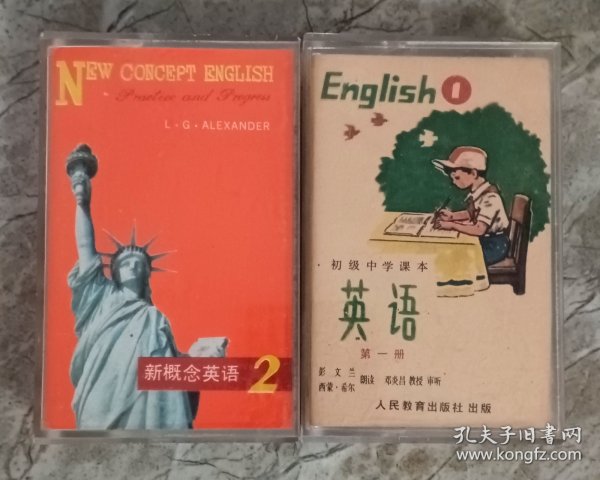 NEW CONCEPT ENGLISH
Practice and Progress
L·G·ALEXANDER
新概念英语 2
English 1
初级中学课本
英语
第一册
彭文兰
西蒙·希尔
朗读 邓炎昌 教授 审听
人民教育出版社出版
孔夫子旧书网